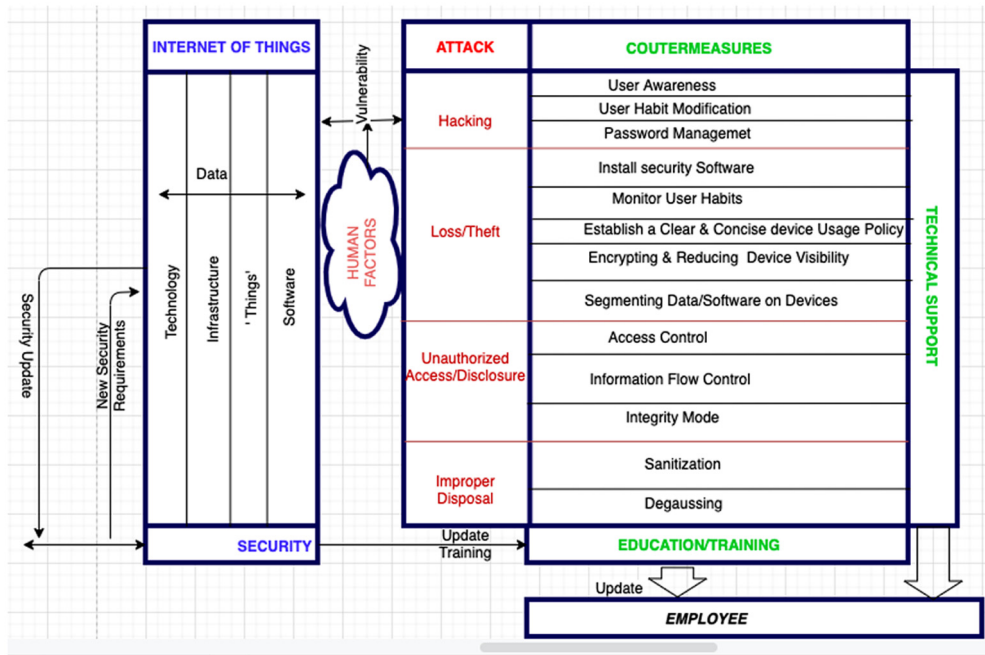 INTERNET OF THINGS
ATTACK
COUTERMEASURES
Vulnerability
User Awareness
User Habit Modification
Hacking
Password Managemet
Install security Software
Data
Monitor User Habits
Loss/Theft
Establish a Clear & Concise device Usage Policy
HUMAN
FACTORS
Encrypting & Reducing Device Visibility
Segmenting Data/Software on Devices
TECHNICAL SUPPORT
Technology
Infrastructure
' Things'
Software
Security Update
New Security
Requirements
Access Control
Unauthorized
Access/Disclosure
Information Flow Control
Integrity Mode
Sanitization
Improper
Disposal
Degaussing
SECURITY
Update
Training
EDUCATION/TRAINING
Update
EMPLOYEE